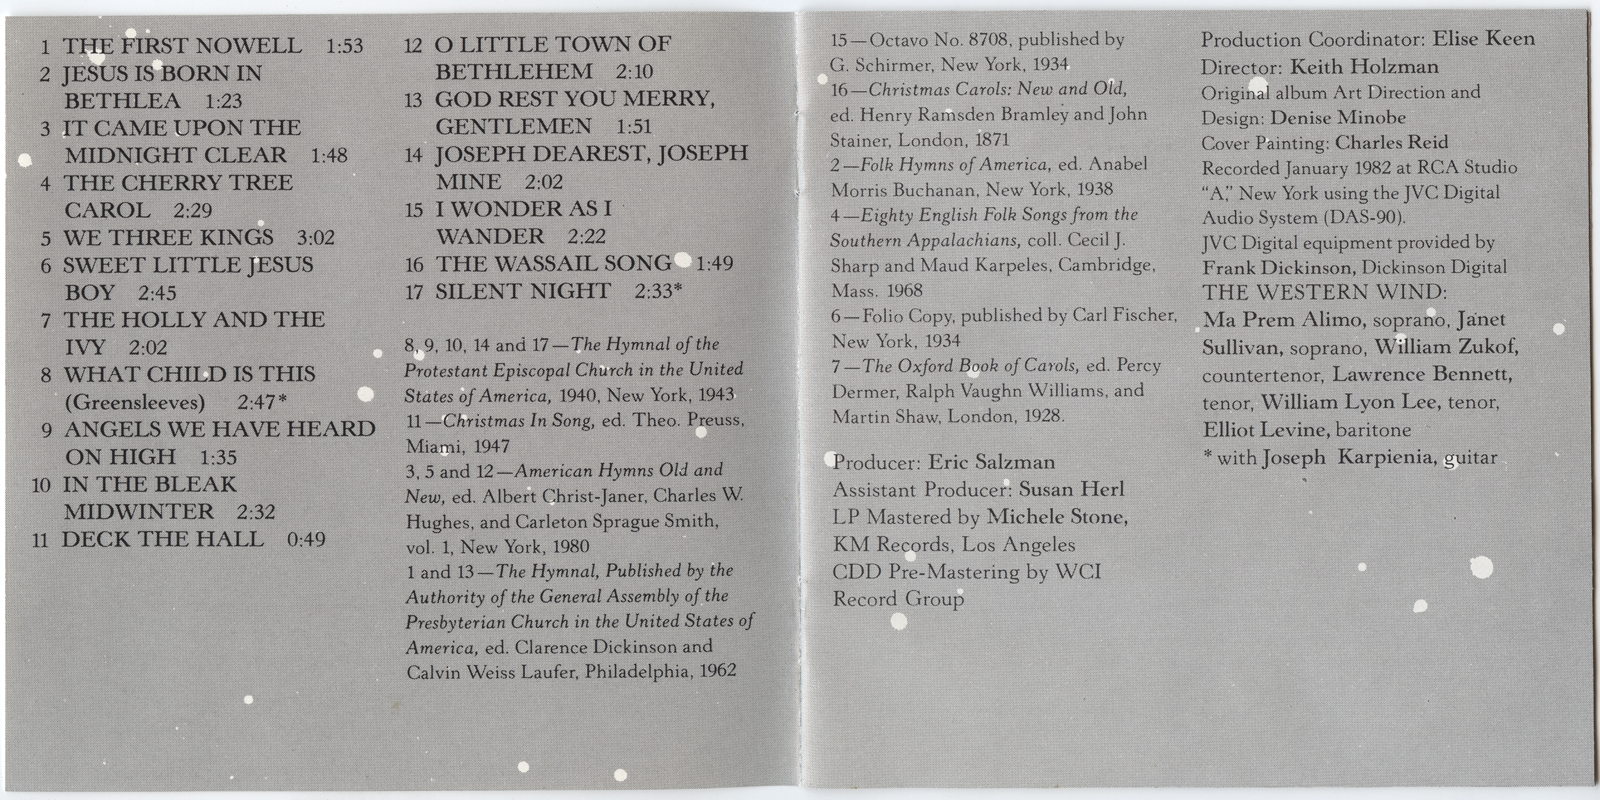 1 THE FIRST NOWELL 1:53
2 JESUS IS BORN IN
BETHLEA 1:23
3 IT CAME UPON THE
MIDNIGHT CLEAR 1:48
4 THE CHERRY TREE
CAROL 2:29
5 WE THREE KINGS 3:02
6 SWEET LITTLE JESUS
BOY 2:45
7 THE HOLLY AND THE
IVY 2:02
8 WHAT CHILD IS THIS
(Greensleeves) 2:47*
9 ANGELS WE HAVE HEARD
ON HIGH 1:35
10 IN THE BLEAK
MIDWINTER 2:32
11 DECK THE HALL 0:49
12 O LITTLE TOWN OF
BETHLEHEM 2:10
13 GOD REST YOU MERRY,
GENTLEMEN 1:51
14 JOSEPH DEAREST, JOSEPH
MINE 2:02
15 I WONDER AS I
WANDER 2:22
16 THE WASSAIL SONG 1:49
17 SILENT NIGHT 2:33*
8, 9, 10, 14 and 17—The Hymnal of the
Protestant Episcopal Church in the United
States of America, 1940, New York, 1943
11—Christmas In Song, ed. Theo. Preuss,
Miami, 1947
3, 5 and 12—American Hymns Old and
New, ed. Albert Christ-Janer, Charles W.
Hughes, and Carleton Sprague Smith,
vol. 1, New York, 1980
1 and 13—The Hymnal, Published by the
Authority of the General Assembly of the
Presbyterian Church in the United States of
America, ed. Clarence Dickinson and
Calvin Weiss Laufer, Philadelphia, 1962
15—Octavo No. 8708, published by
G. Schirmer, New York, 1934
16—Christmas Carols: New and Old,
ed. Henry Ramsden Bramley and John
Stainer, London, 1871
2—Folk Hymns of America, ed. Anabel
Morris Buchanan, New York, 1938
4—Eighty English Folk Songs from the
Southern Appalachians, coll. Cecil J.
Sharp and Maud Karpeles, Cambridge,
Mass. 1968
6—Folio Copy, published by Carl Fischer,
New York, 1934
7—The Oxford Book of Carols, ed. Percy
Dermer, Ralph Vaughn Williams, and
Martin Shaw, London, 1928.
Producer: Eric Salzman
Assistant Producer: Susan Herl
LP Mastered by Michele Stone,
KM Records, Los Angeles
CDD Pre-Mastering by WCI
Record Group
Production Coordinator: Elise Keen
Director: Keith Holzman
Original album Art Direction and
Design: Denise Minobe
Cover Painting: Charles Reid
Recorded January 1982 at RCA Studio
“A,” New York using the JVC Digital
Audio System (DAS-90).
JVC Digital equipment provided by
Frank Dickinson, Dickinson Digital
THE WESTERN WIND:
Ma Prem Alimo, soprano, Janet
Sullivan, soprano, William Zukof,
countertenor, Lawrence Bennett,
tenor, William Lyon Lee, tenor,
Elliot Levine, baritone
* with Joseph Karpienia, guitar